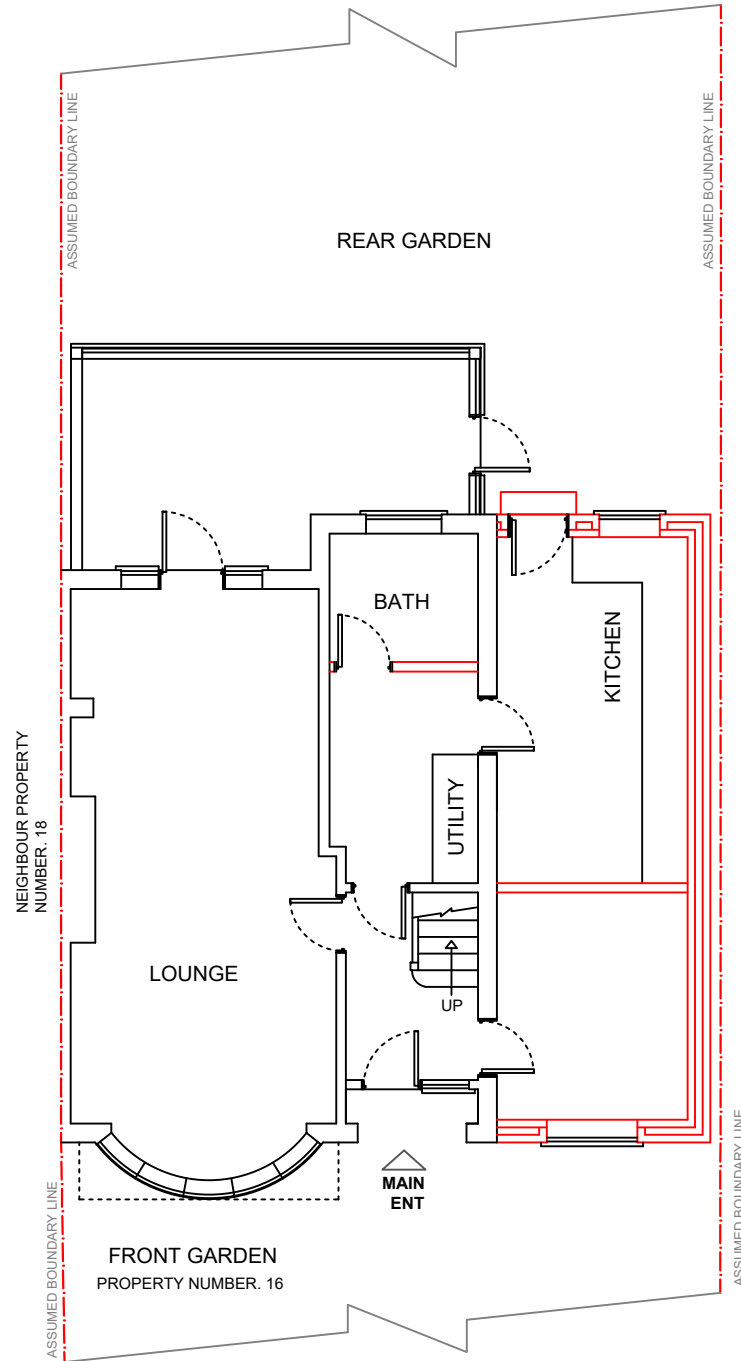 ASSUMED BOUNDARY LINE
ASSUMED BOUNDARY LINE
REAR GARDEN
BATH
KITCHEN
UTILITY
NEIGHBOUR PROPERTY
NUMBER. 18
LOUNGE
UP
MAIN
ENT
ASSUMED BOUNDARY LINE
ASSUMED BOUNDARY LINE
FRONT GARDEN
PROPERTY NUMBER. 16